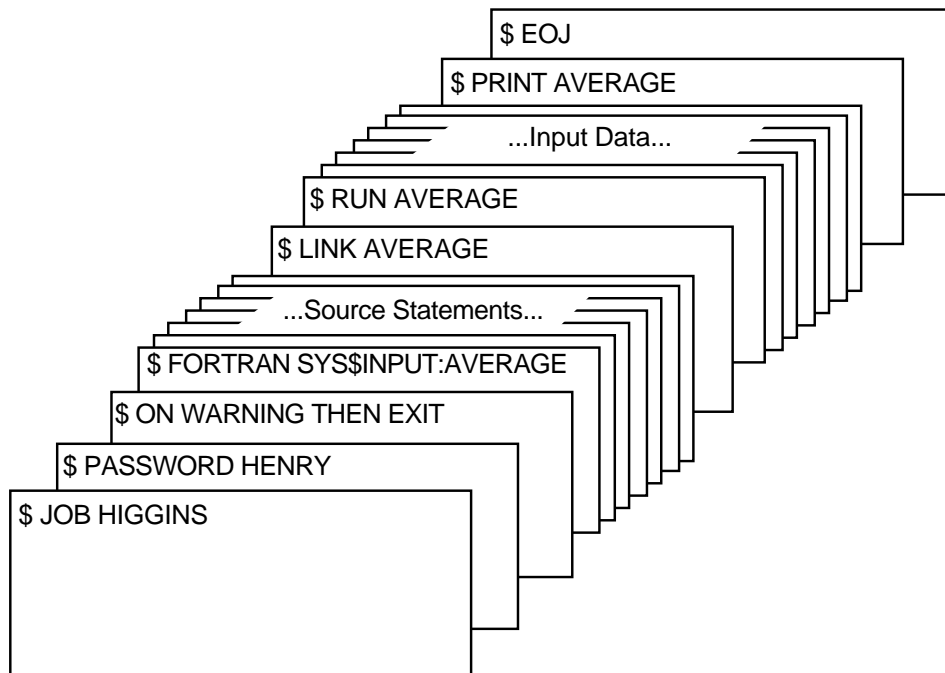 $ EOJ
$ PRINT AVERAGE
...Input Data...
$ RUN AVERAGE
$ LINK AVERAGE
...Source Statements...
$ FORTRAN SYS$INPUT:AVERAGE
$ ON WARNING THEN EXIT
$ PASSWORD HENRY
$ JOB HIGGINS